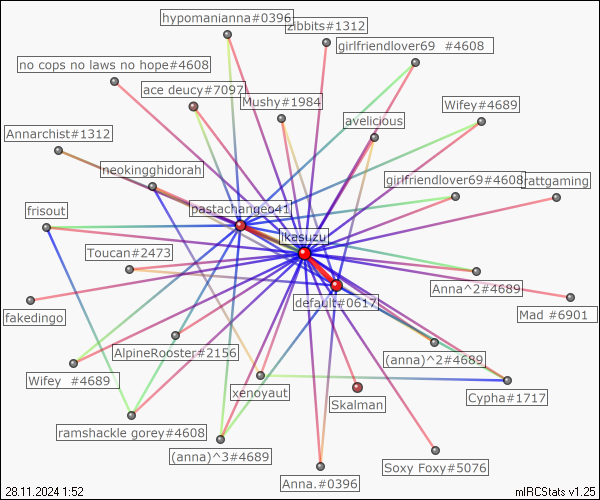 hypomanianna#0396
zibbits#1312
girlfriendlover69 #4608
no cops no laws no hope#4608
ace deucy#7097
Mushy#1984
Wifey#4689
avelicious
Annarchist#1312
neokingghidorah
girlfriendlover69#4608
rattgaming
frisout
pastachangeo41
lkesuzu
Toucan#2473
Anna^2#4689
default#0617
fakedingo
Mad #6901
AlpineRooster#2156
(anna)^2#4689
Wifey #4689
xenoyaut
Skalman
Cypha#1717
ramshackle gorey#4608
(anna)^3#4689
Anna.#0396
Soxy Foxy#5076
28.11.2024 1:52
mIRCStats v1.25